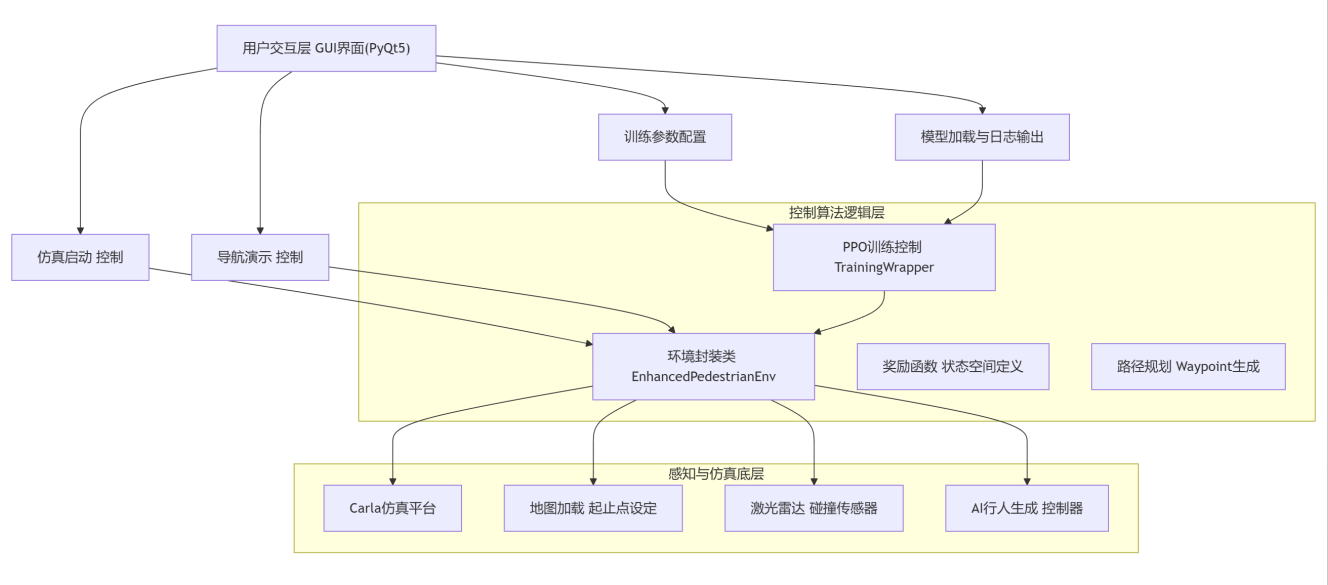 用户交互层 GUI界面(PyQt5)
训练参数配置
模型加载与日志输出
控制算法逻辑层
仿真启动 控制
导航演示 控制
PPO训练控制
TrainingWrapper
环境封装类
EnhancedPedestrianEnv
奖励函数 状态空间定义
路径规划 Waypoint生成
感知与仿真底层
Carla仿真平台
地图加载 起止点设定
激光雷达 碰撞传感器
AI行人生成 控制器